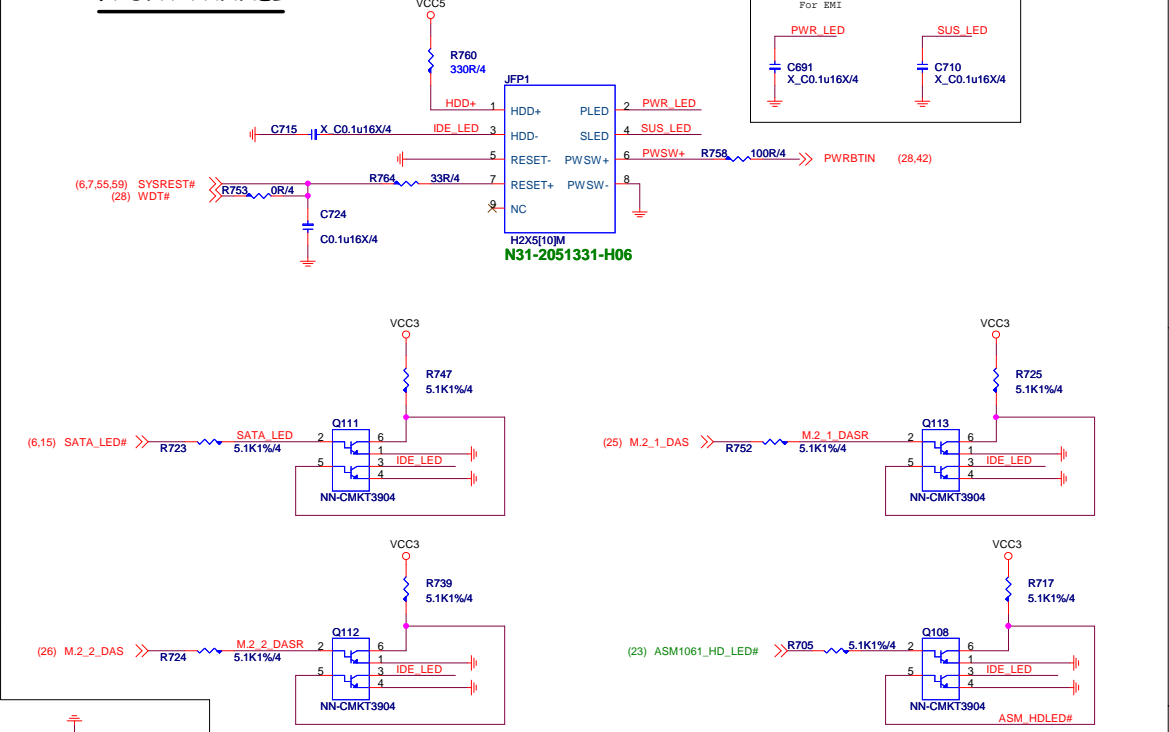 VCC5
For EMI
PWR_LED
SUS_LED
C691
X_C0.1u16X/4
C710
X_C0.1u16X/4
R760
330R/4
JFP1
HDD+ 1 HDD+ PLED 2 PWR_LED
C715 X_C0.1u16X/4 IDE_LED 3 HDD- SLED 4 SUS_LED
5 RESET- PWSW+ 6 PWSW+ R758 100R/4 PWRBTIN (28,42)
(6,7,55,59) SYSREST# R764 33R/4 7 RESET+ PWSW- 8
(28) WDT# R753 0R/4
9 NC
C724
C0.1u16X/4
H2X5[10]M
N31-2051331-H06
VCC3
R747
5.1K1%/4
Q111
(6,15) SATA_LED# R723 SATA_LED 5.1K1%/4 2 6
1
5 3 IDE_LED
4
NN-CMKT3904
VCC3
R725
5.1K1%/4
Q113
(25) M.2_1_DAS R752 M.2_1_DASR 5.1K1%/4 2 6
1
5 3 IDE_LED
4
NN-CMKT3904
VCC3
R739
5.1K1%/4
Q112
(26) M.2_2_DAS R724 M.2_2_DASR 5.1K1%/4 2 6
1
5 3 IDE_LED
4
NN-CMKT3904
VCC3
R717
5.1K1%/4
Q108
(23) ASM1061_HD_LED# R705 5.1K1%/4 2 6
1
5 3 IDE_LED
4
NN-CMKT3904
ASM_HDLED#